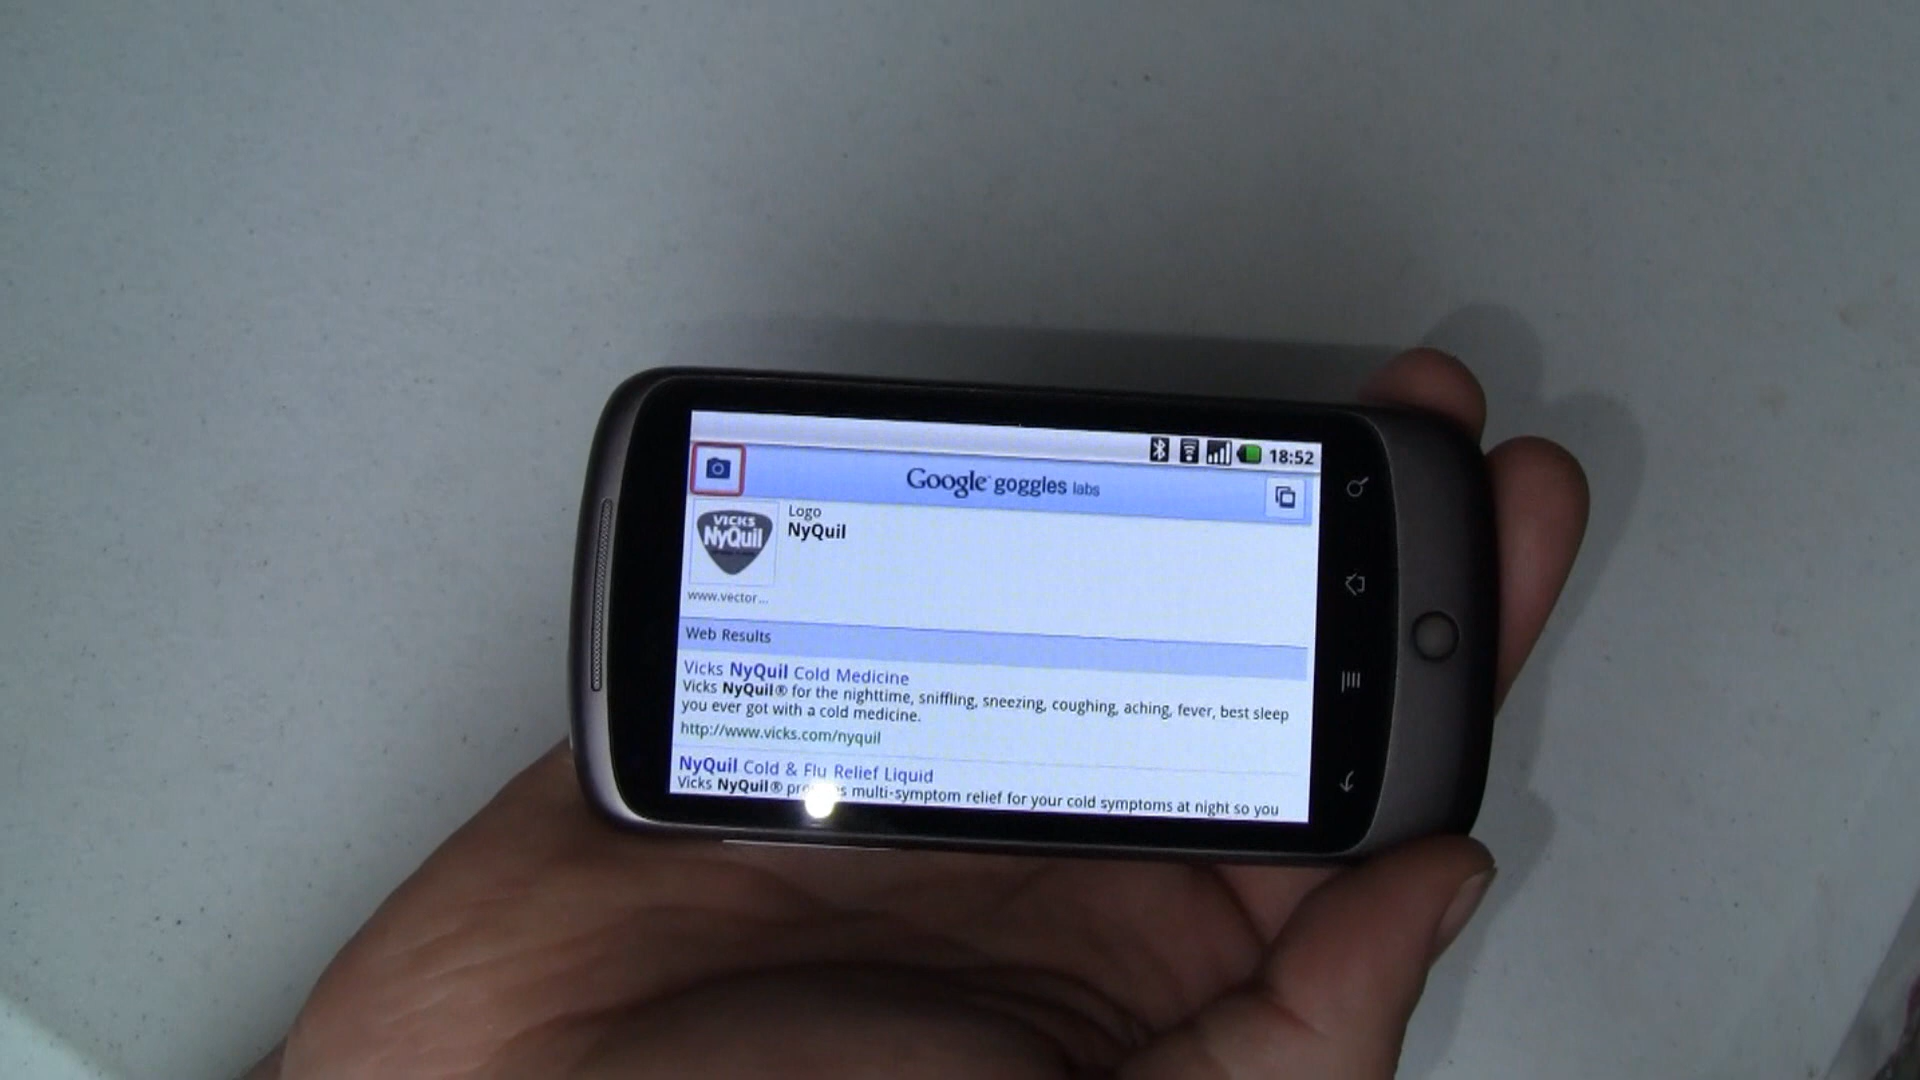 18:52
Google goggles labs
VICKS
NyQuil
Logo
NyQuil
www.vector...
Web Results
Vicks NyQuil Cold Medicine
Vicks NyQuil® for the nighttime, sniffling, sneezing, coughing, aching, fever, best sleep
you ever got with a cold medicine.
http://www.vicks.com/nyquil
NyQuil Cold & Flu Relief Liquid
Vicks NyQuil® multi-symptom relief for your cold symptoms at night so you